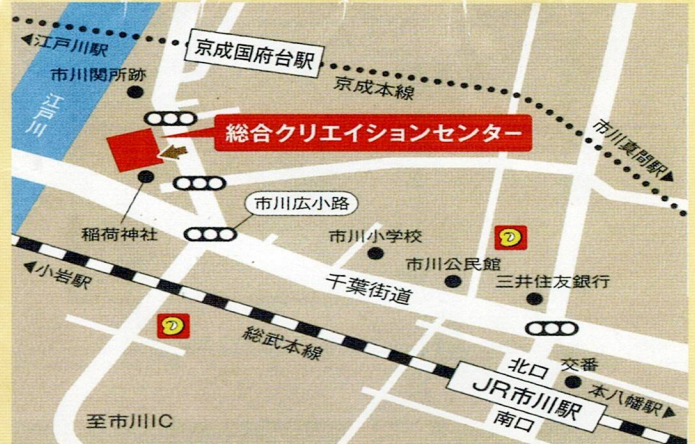 江戸川駅
京成国府台駅
市川関所跡
京成本線
江戸川
総合クリエイションセンター
市川真間駅
市川広小路
稲荷神社
市川小学校
市川公民館
三井住友銀行
小岩駅
千葉街道
総武本線
北口
交番
JR市川駅
本八幡駅
南口
至市川IC